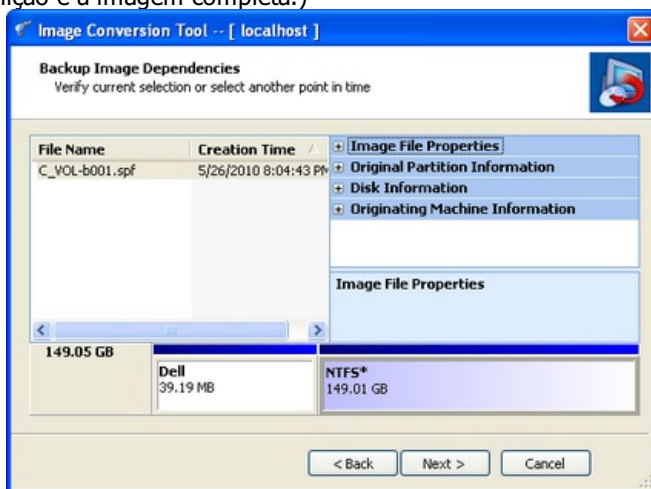 nição é a imagem completa.)
Image Conversion Tool -- [ localhost ]
Backup Image Dependencies
Verify current selection or select another point in time
File Name
Creation Time
C_VOL-b001.spf
5/26/2010 8:04:43 PM
Image File Properties
Original Partition Information
Disk Information
Originating Machine Information
Image File Properties
149.05 GB
Dell
39.19 MB
NTFS*
149.01 GB
< Back
Next >
Cancel